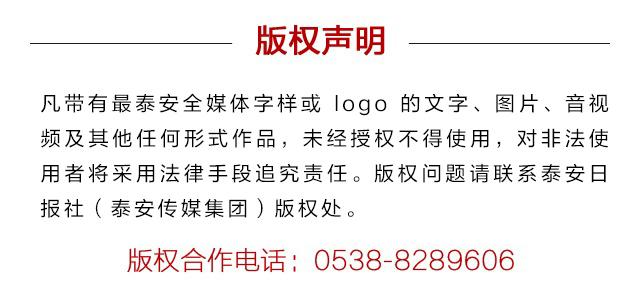 版权声明
凡带有最泰安全媒体字样或 logo 的文字、图片、音视
频及其他任何形式作品，未经授权不得使用，对非法使
用者将采用法律手段追究责任。版权问题请联系泰安日
报社（泰安传媒集团）版权处。
版权合作电话：0538-8289606